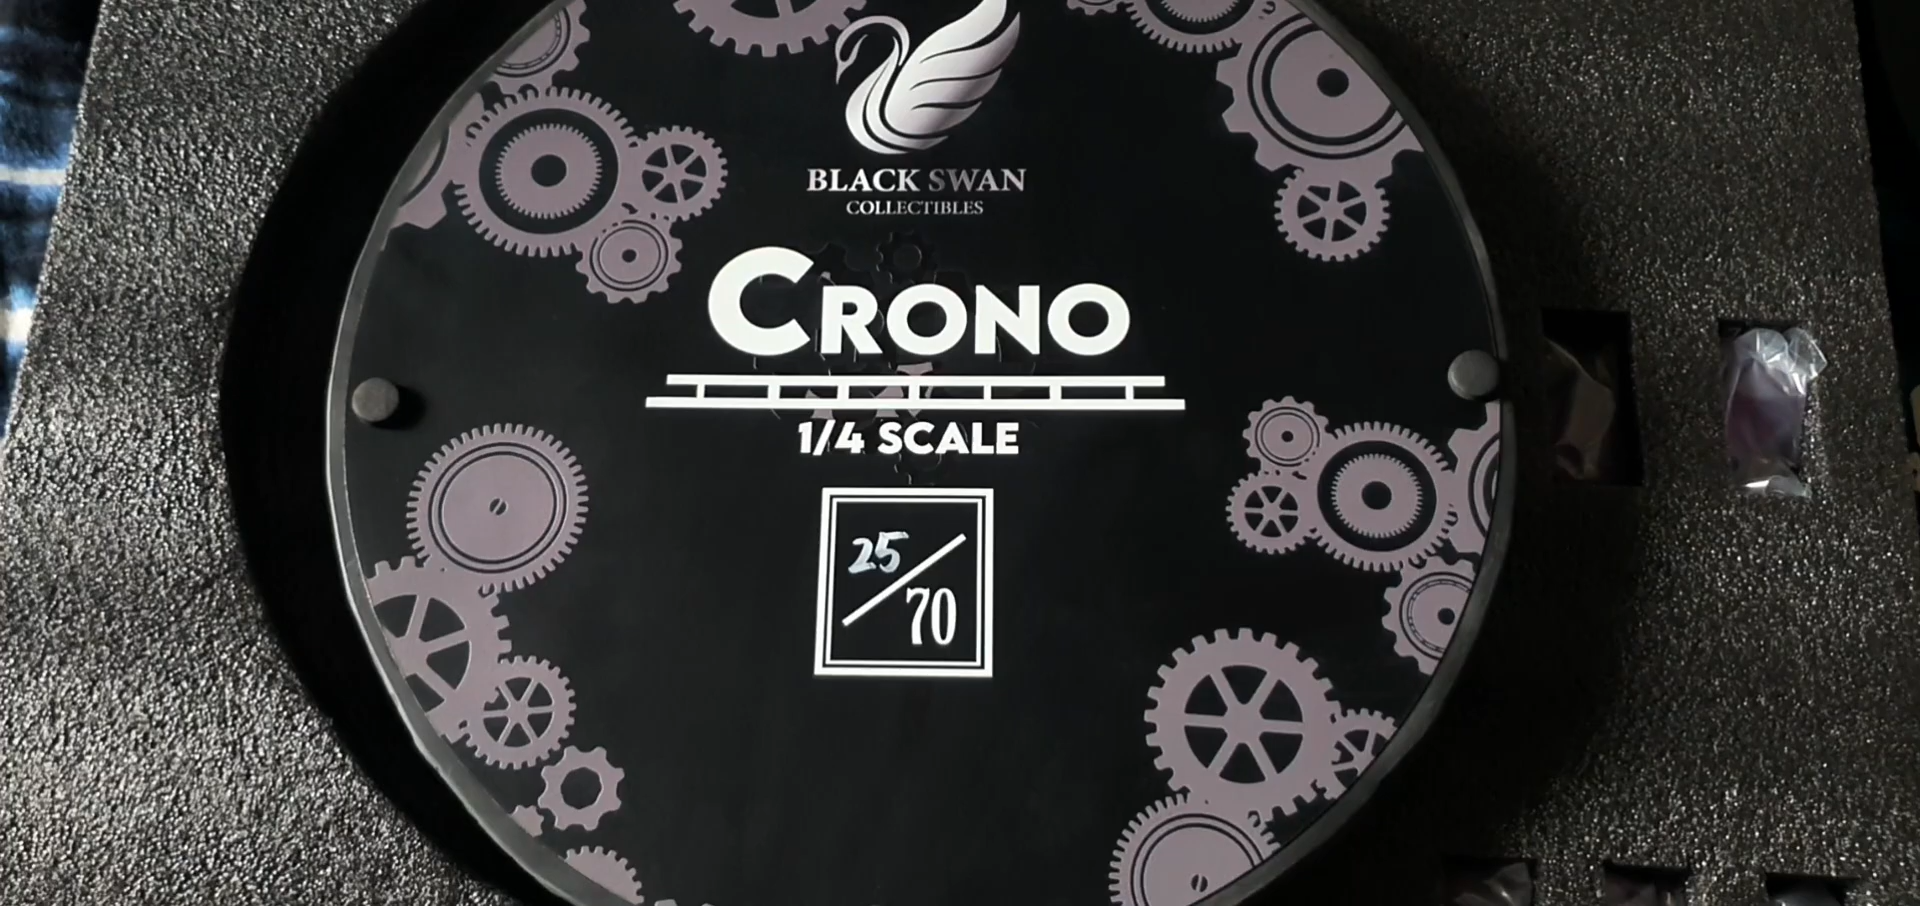 BLACK SWAN
COLLECTIBLES
CRONO
1/4 SCALE
25/70